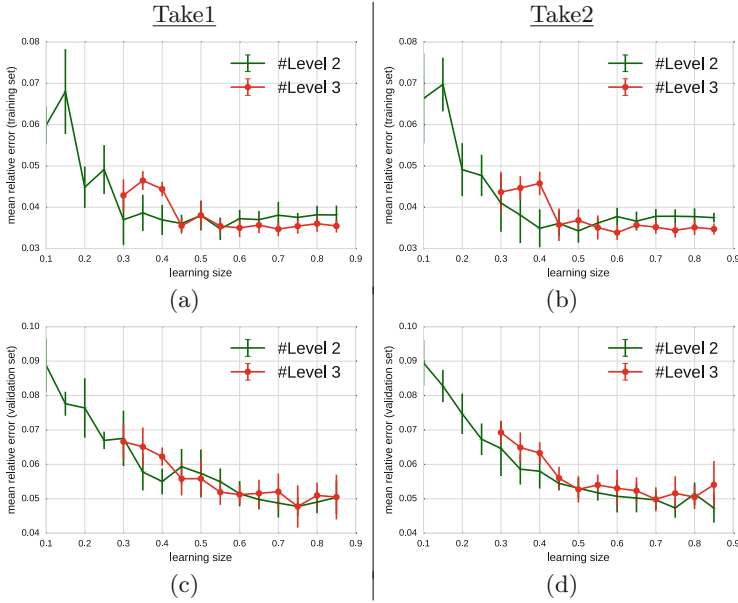 Take1
Take2
0.08
0.07
0.06
0.05
0.04
0.03
mean relative error (training set)
#Level 2
#Level 3
0.1 0.2 0.3 0.4 0.5 0.6 0.7 0.8 0.9
learning size
(a)
0.08
0.07
0.06
0.05
0.04
0.03
mean relative error (training set)
#Level 2
#Level 3
0.1 0.2 0.3 0.4 0.5 0.6 0.7 0.8 0.9
learning size
(b)
0.10
0.09
0.08
0.07
0.06
0.05
0.04
mean relative error (validation set)
#Level 2
#Level 3
0.1 0.2 0.3 0.4 0.5 0.6 0.7 0.8 0.9
learning size
(c)
0.10
0.09
0.08
0.07
0.06
0.05
0.04
mean relative error (validation set)
#Level 2
#Level 3
0.1 0.2 0.3 0.4 0.5 0.6 0.7 0.8 0.9
learning size
(d)